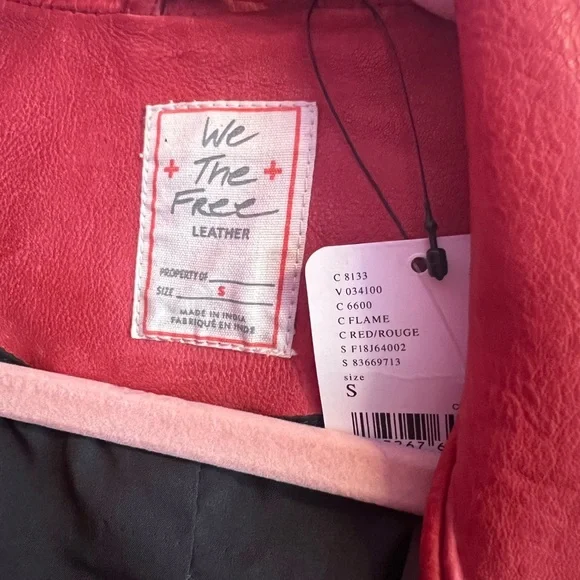 We
The
Free
LEATHER
PROPERTY OF
SIZE S
MADE IN INDIA
FABRIQUÉ EN INDE
C 8133
V 034100
C 6600
C FLAME
C RED/ROUGE
S F18J64002
S 83669713
size
S